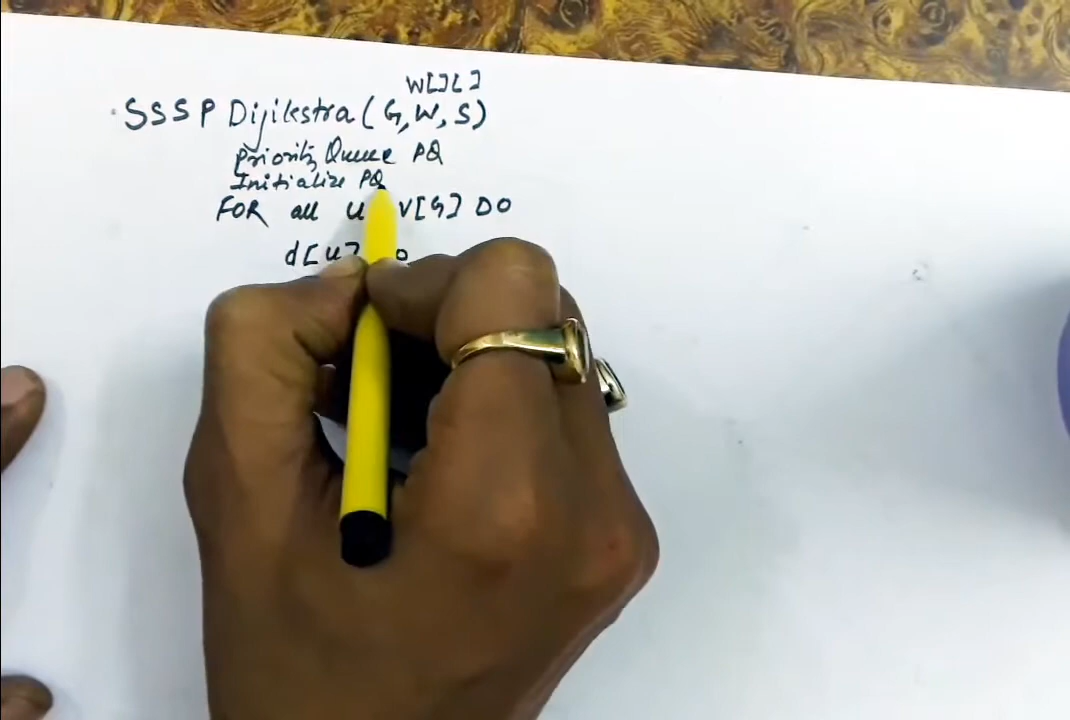 W[][]
SSSP Dijikstra(G,W,S)
Priority Queue PQ
Initialize PQ
FOR all u V[G] DO
d[u]